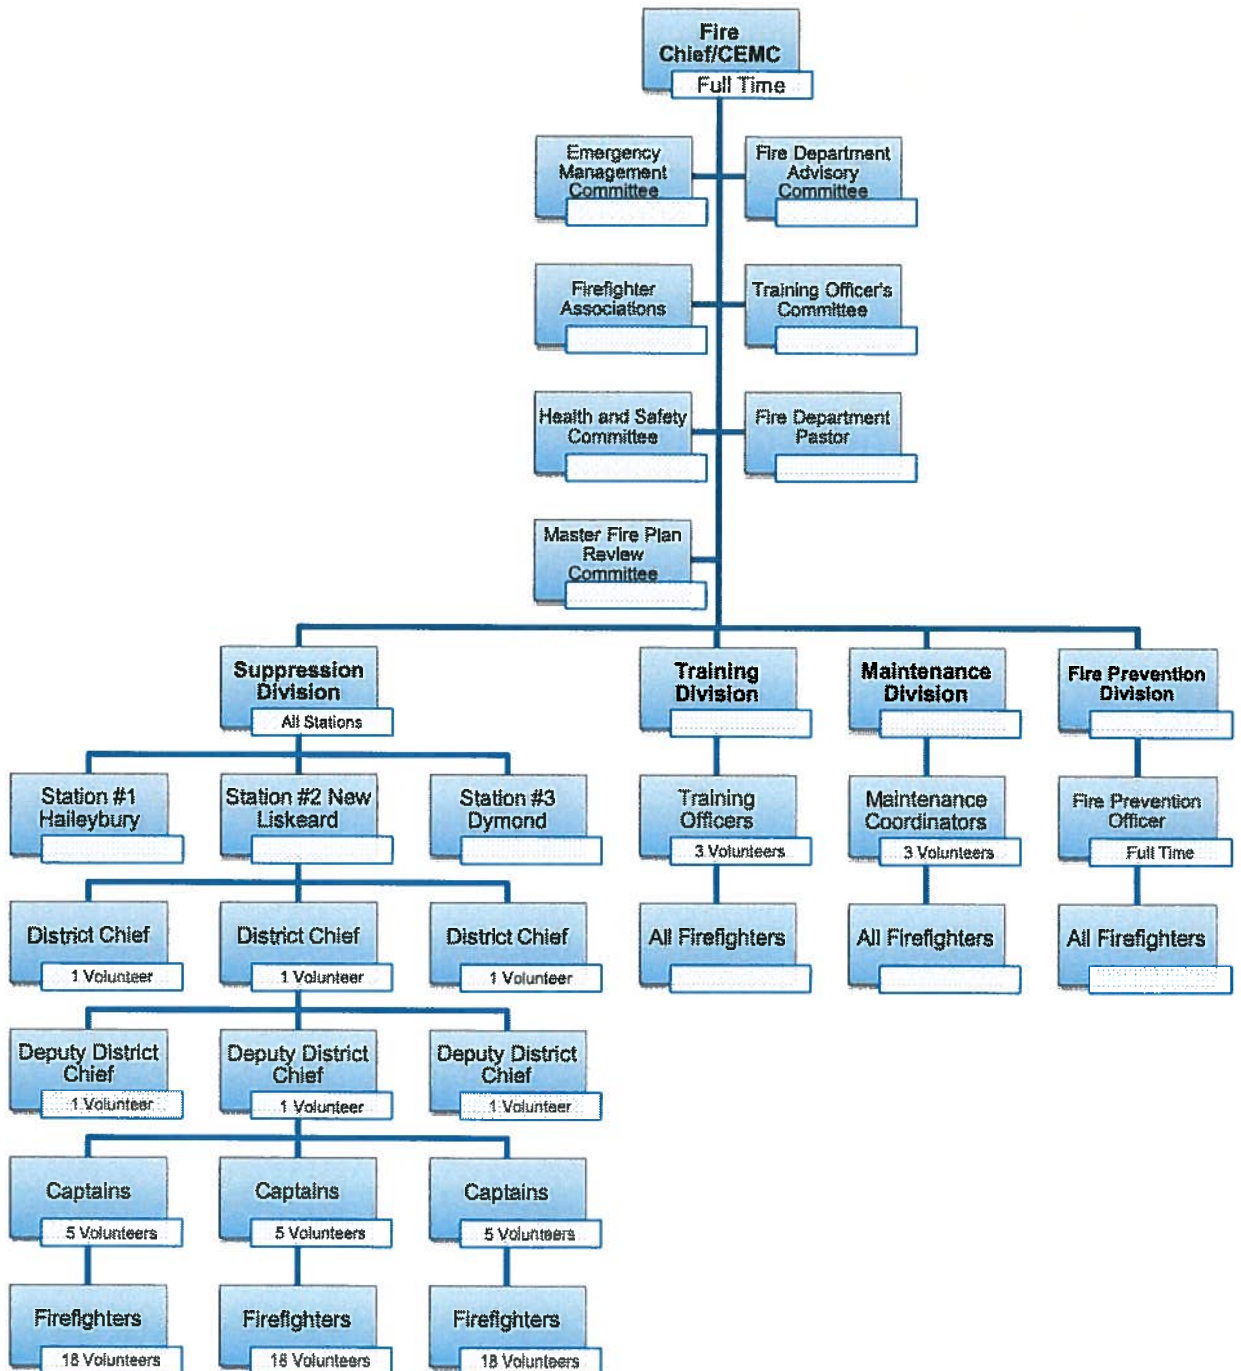 Fire
Chief/CEMC
Full Time
Emergency
Management
Committee
Fire Department
Advisory
Committee
Firefighter
Associations
Training Officer's
Committee
Health and Safety
Committee
Fire Department
Pastor
Master Fire Plan
Review
Committee
Suppression
Division
All Stations
Training
Division
Maintenance
Division
Fire Prevention
Division
Station #1
Haileybury
Station #2 New
Liskeard
Station #3
Dymond
Training
Officers
3 Volunteers
Maintenance
Coordinators
3 Volunteers
Fire Prevention
Officer
Full Time
District Chief
1 Volunteer
District Chief
1 Volunteer
District Chief
1 Volunteer
All Firefighters
All Firefighters
All Firefighters
Deputy District
Chief
1 Volunteer
Deputy District
Chief
1 Volunteer
Deputy District
Chief
1 Volunteer
Captains
5 Volunteers
Captains
5 Volunteers
Captains
5 Volunteers
Firefighters
18 Volunteers
Firefighters
18 Volunteers
Firefighters
18 Volunteers